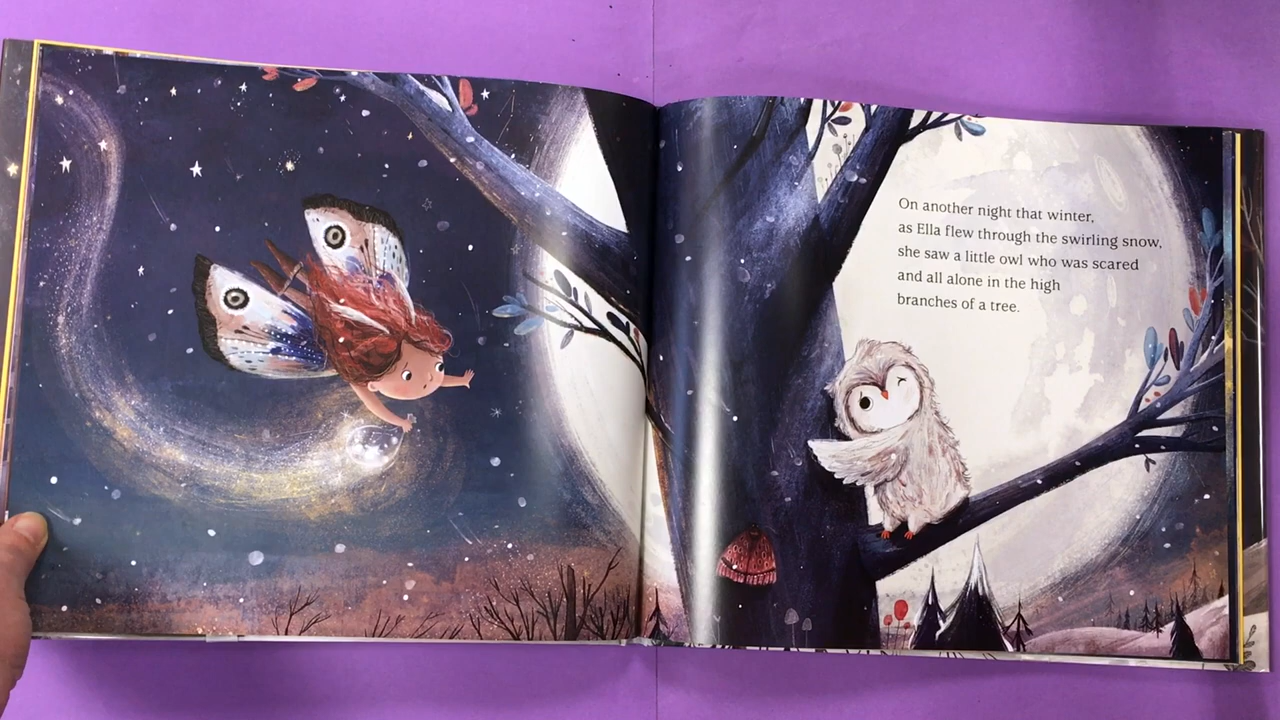 On another night that winter,
as Ella flew through the swirling snow,
she saw a little owl who was scared
and all alone in the high
branches of a tree.